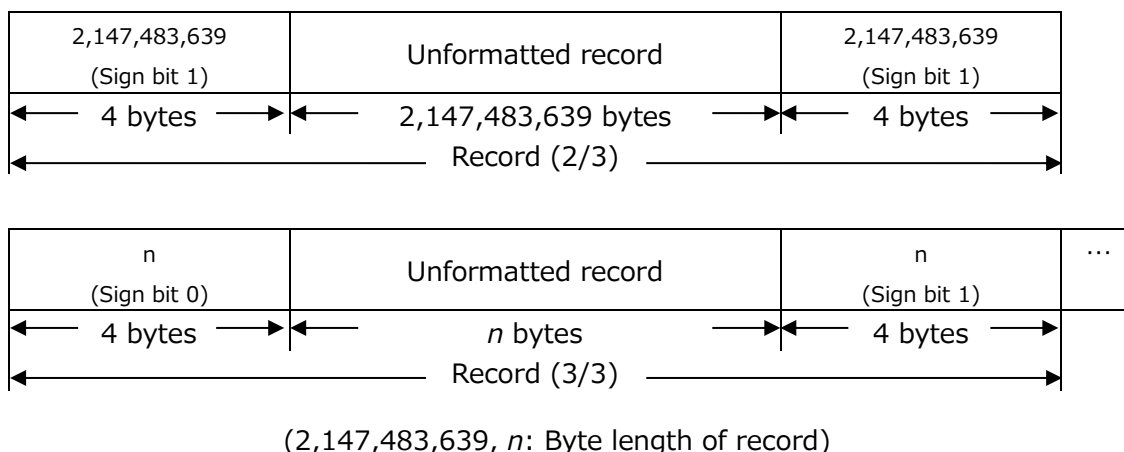 2,147,483,639 Unformatted record 2,147,483,639
(Sign bit 1) (Sign bit 1)
4 bytes 2,147,483,639 bytes 4 bytes
Record (2/3)
n Unformatted record n …
(Sign bit 0) (Sign bit 1)
4 bytes n bytes 4 bytes
Record (3/3)
(2,147,483,639, n: Byte length of record)